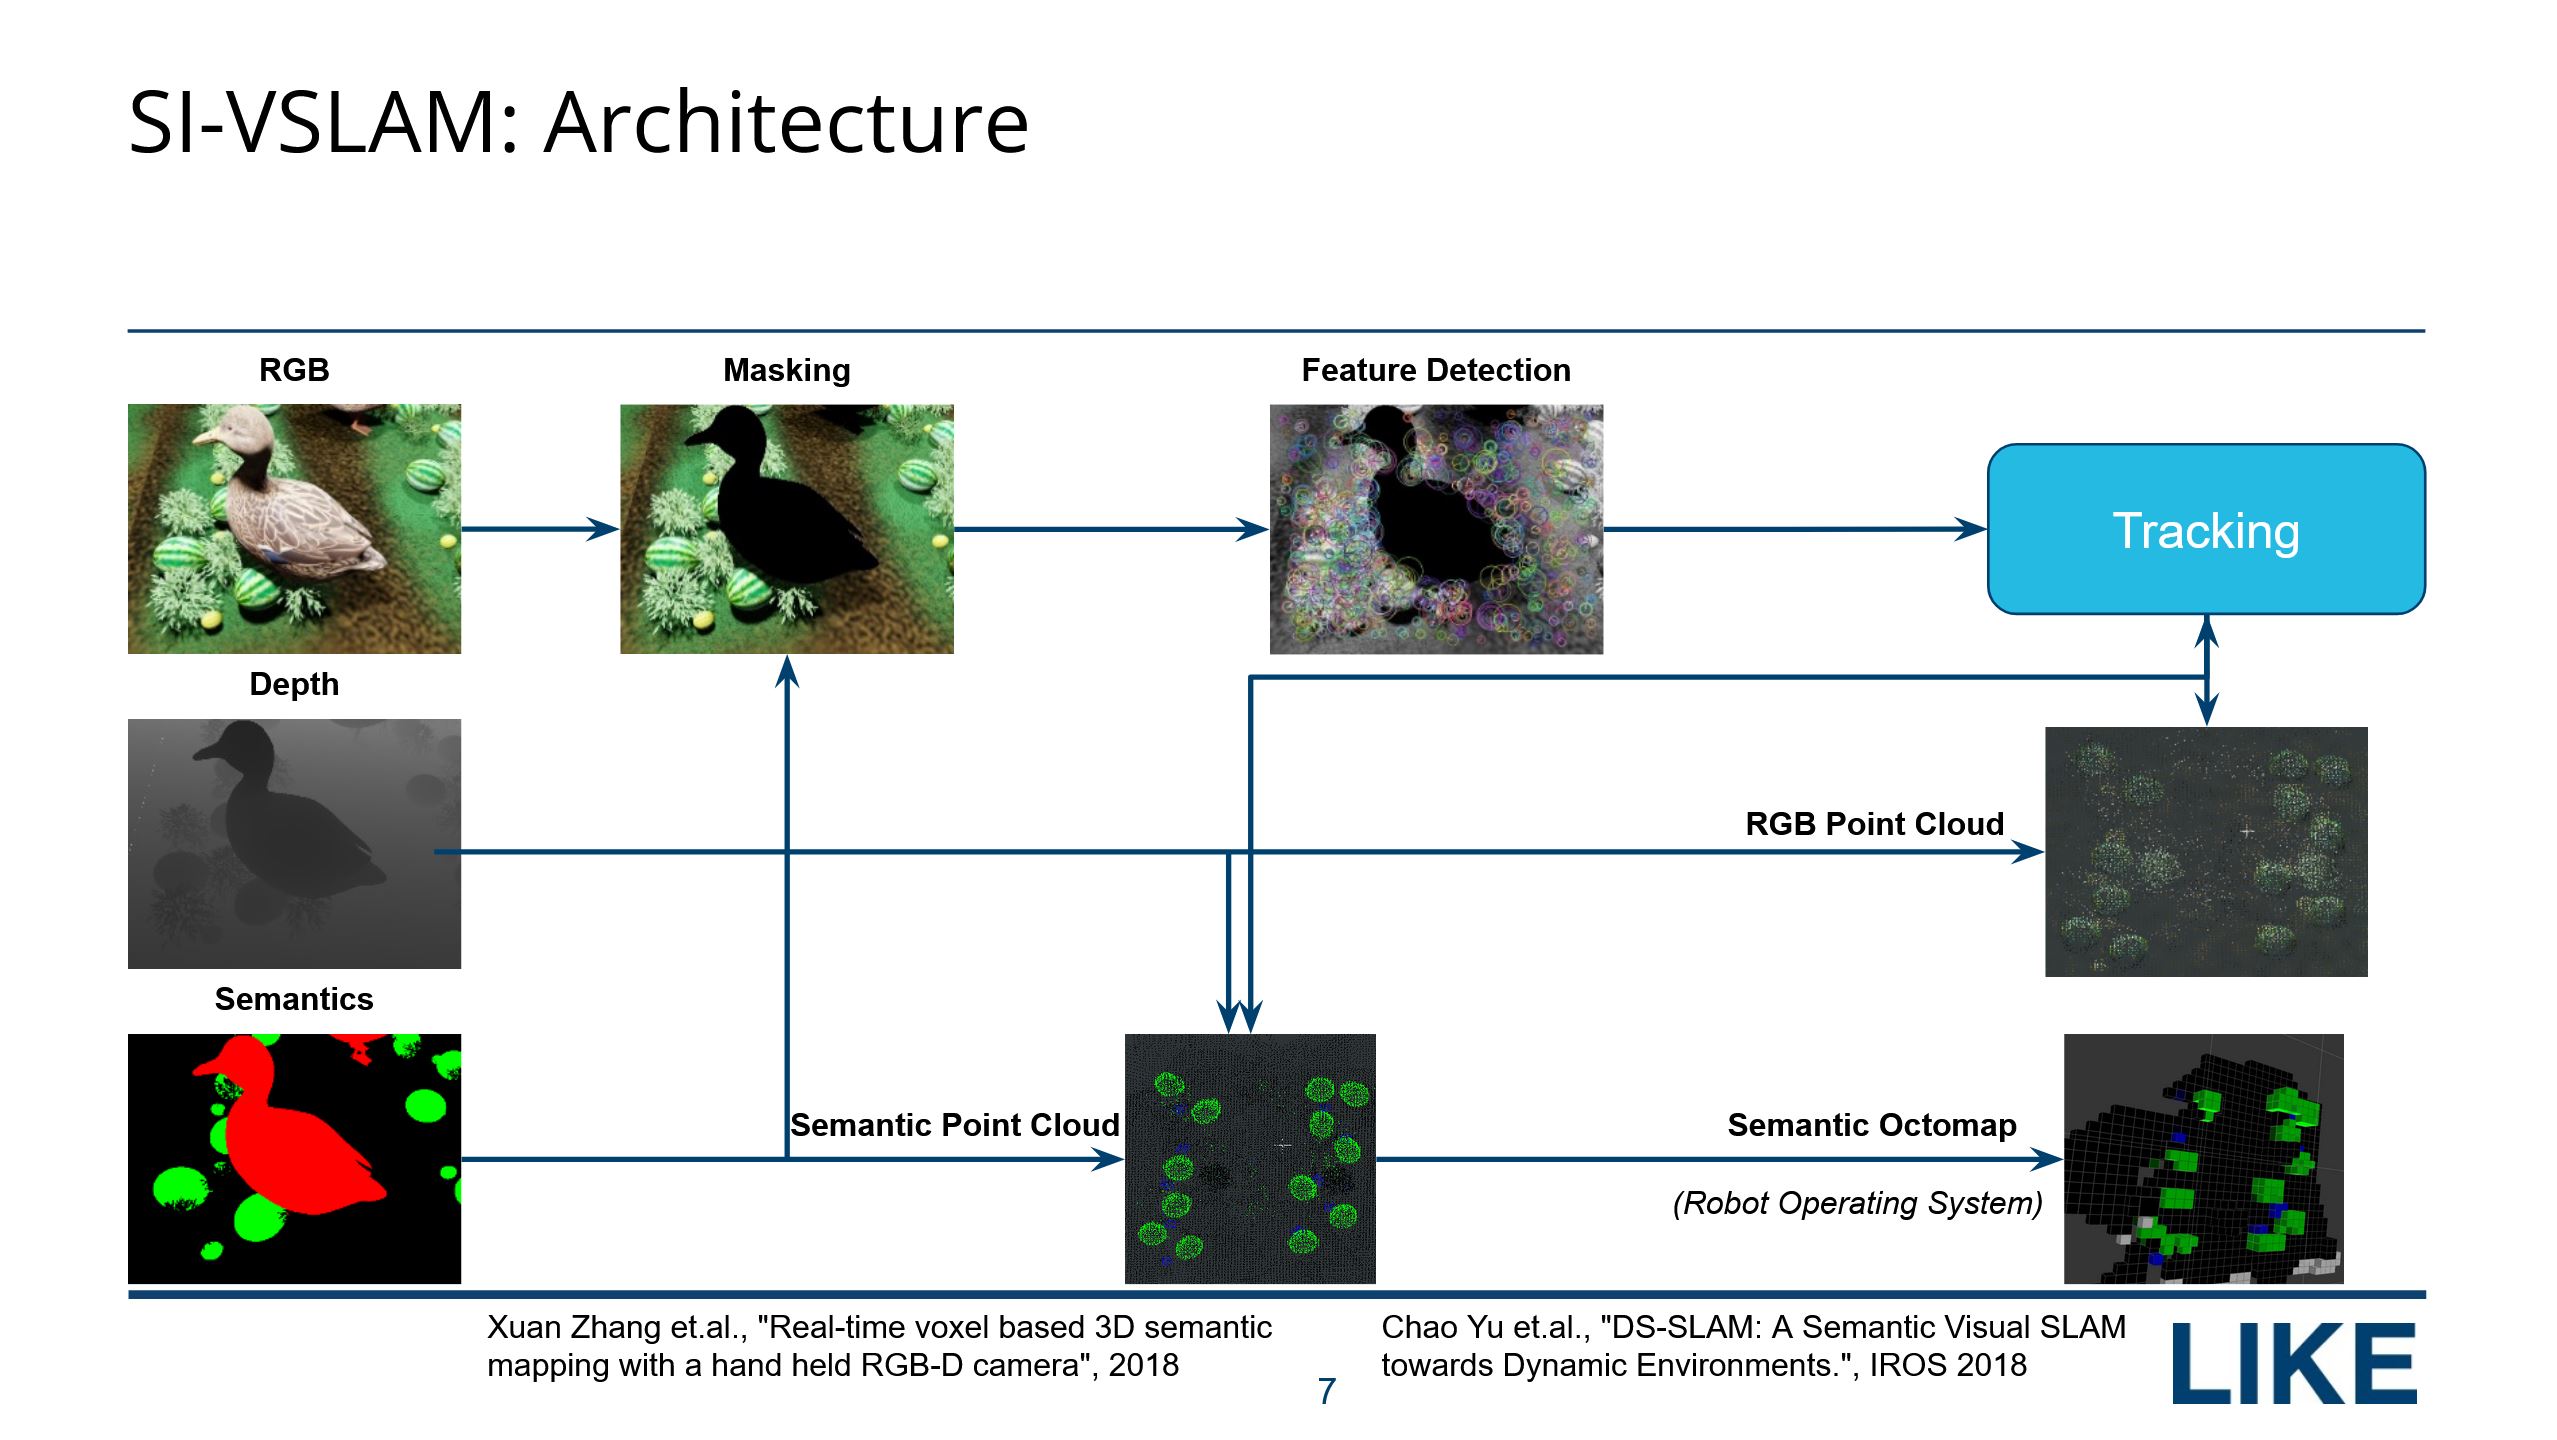 SI-VSLAM: Architecture
RGB
Masking
Feature Detection
Tracking
Depth
RGB Point Cloud
Semantics
Semantic Point Cloud
Semantic Octomap
(Robot Operating System)
Xuan Zhang et.al., "Real-time voxel based 3D semantic
mapping with a hand held RGB-D camera", 2018
Chao Yu et.al., "DS-SLAM: A Semantic Visual SLAM
towards Dynamic Environments.", IROS 2018
7
LIKE